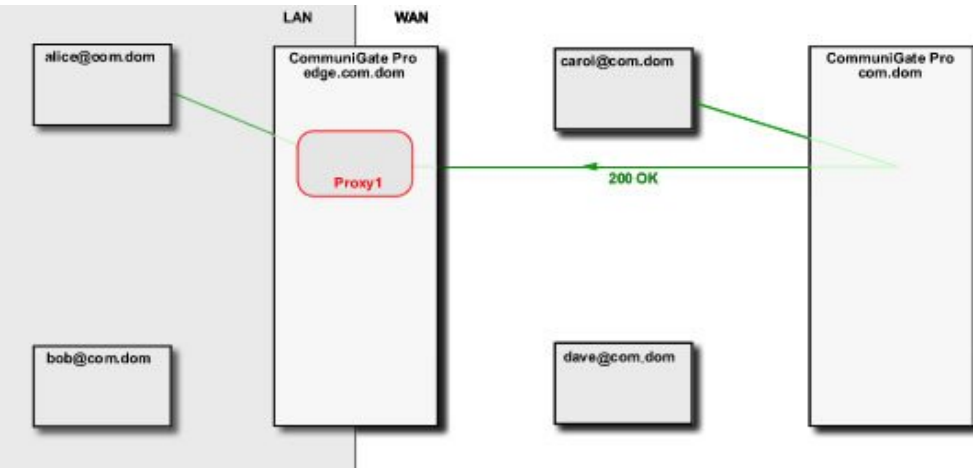 LAN
WAN
alice@com.dom
CommuniGate Pro
edge.com.dom
carol@com.dom
CommuniGate Pro
com.dom
Proxy1
200 OK
bob@com.dom
dave@com.dom